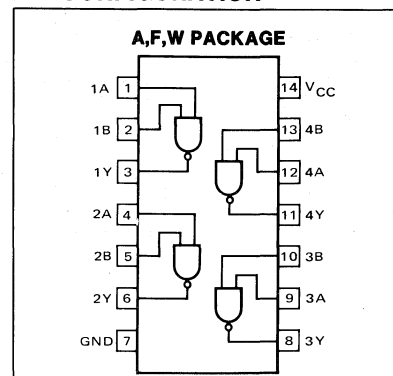 A,F,W PACKAGE
1A 1
14 VCC
1B 2
13 4B
1Y 3
12 4A
2A 4
11 4Y
2B 5
10 3B
2Y 6
9 3A
GND 7
8 3Y